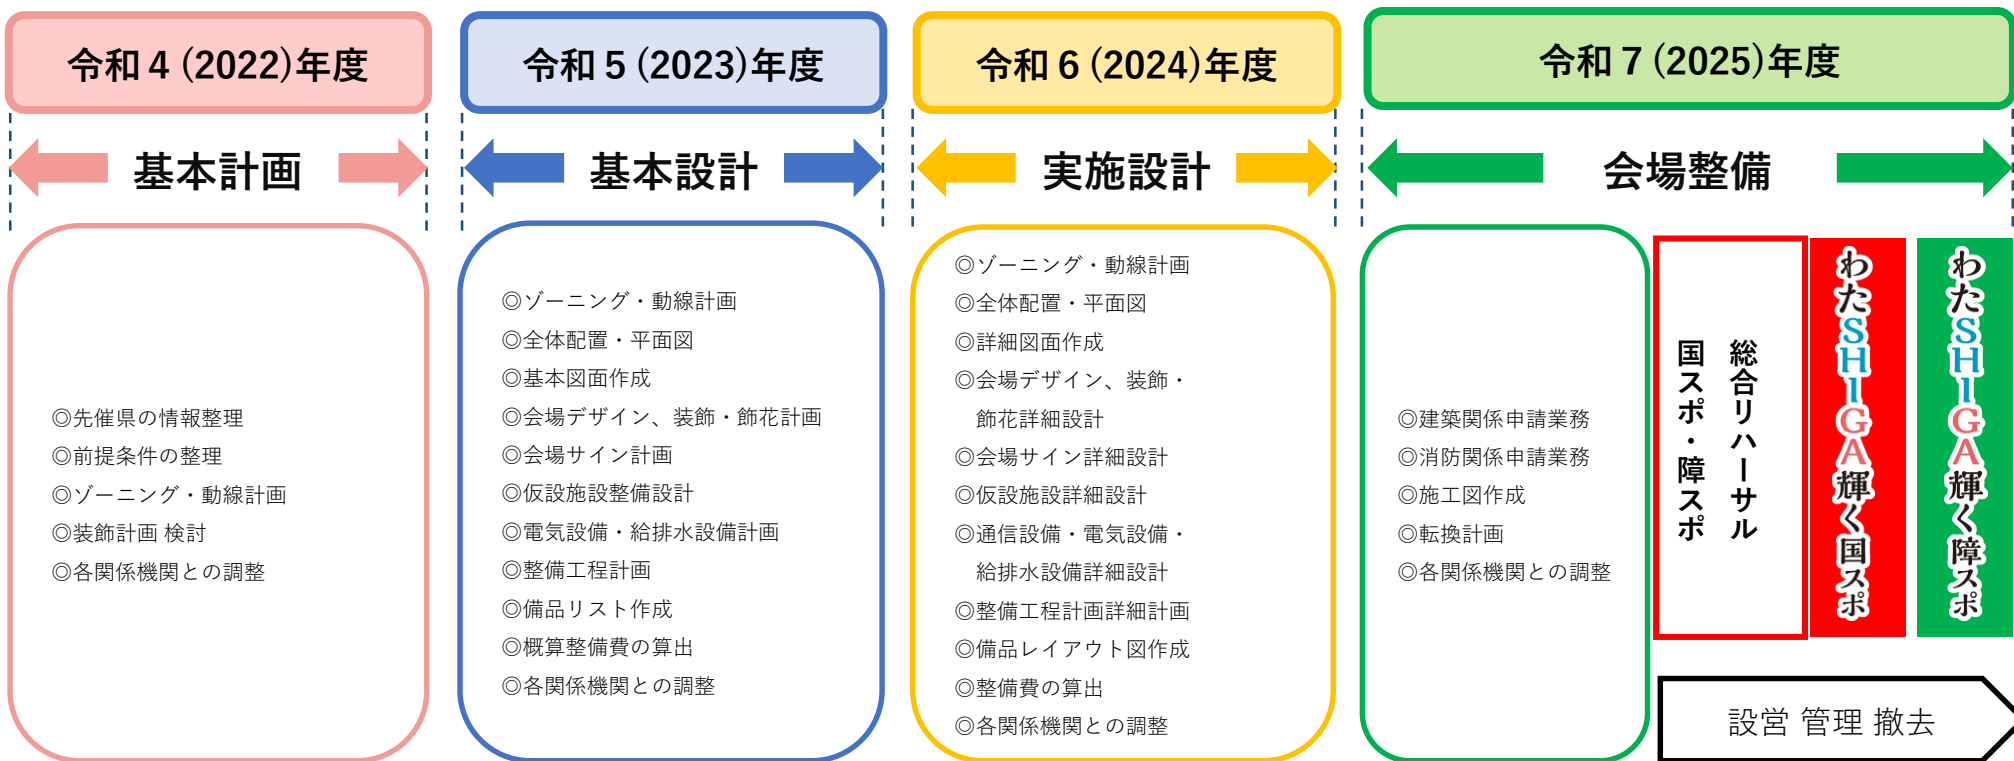 令和４(2022)年度
基本計画
◎先催県の情報整理
◎前提条件の整理
◎ゾーニング・動線計画
◎装飾計画 検討
◎各関係機関との調整
令和５(2023)年度
基本設計
◎ゾーニング・動線計画
◎全体配置・平面図
◎基本図面作成
◎会場デザイン、装飾・飾花計画
◎会場サイン計画
◎仮設施設整備設計
◎電気設備・給排水設備計画
◎整備工程計画
◎備品リスト作成
◎概算整備費の算出
◎各関係機関との調整
令和６(2024)年度
実施設計
◎ゾーニング・動線計画
◎全体配置・平面図
◎詳細図面作成
◎会場デザイン、装飾・
飾花詳細設計
◎会場サイン詳細設計
◎仮設施設詳細設計
◎通信設備・電気設備・
給排水設備詳細設計
◎整備工程計画詳細計画
◎備品レイアウト図作成
◎整備費の算出
◎各関係機関との調整
令和７(2025)年度
会場整備
◎建築関係申請業務
◎消防関係申請業務
◎施工図作成
◎転換計画
◎各関係機関との調整
総合リハーサル
国スポ・障スポ
わたSHIGA輝く国スポ
わたSHIGA輝く障スポ
設営 管理 撤去